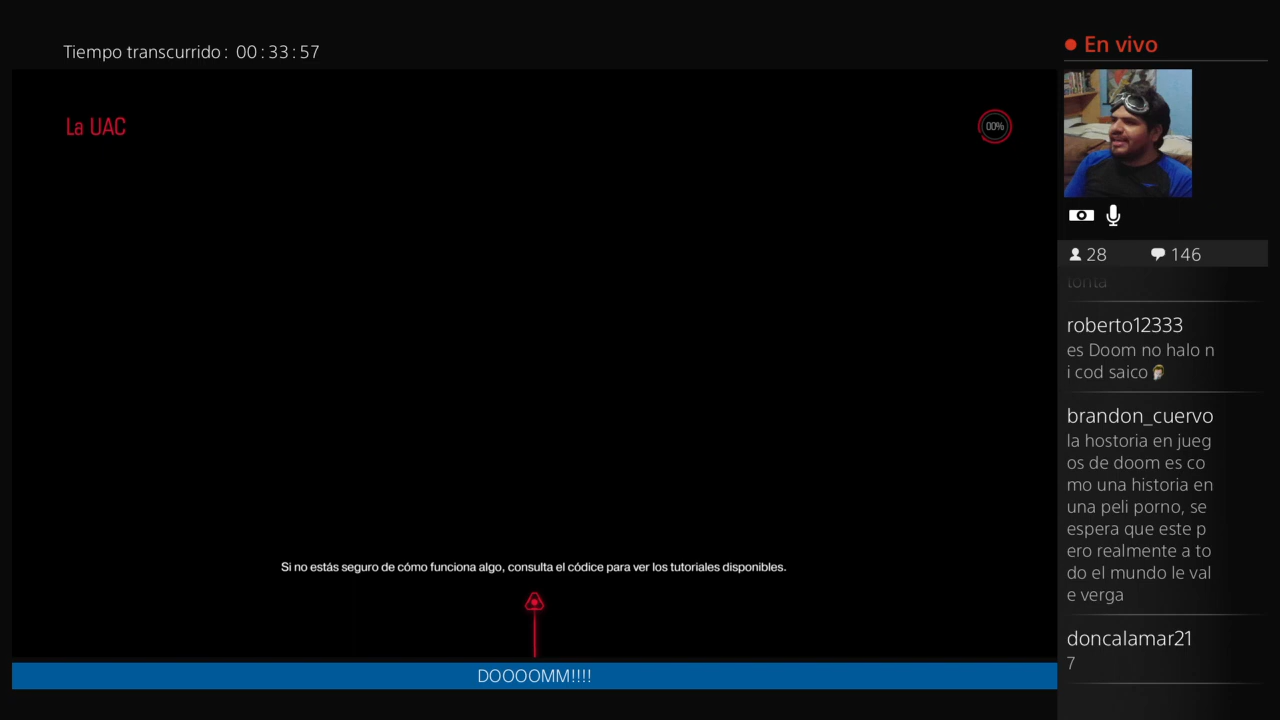 Tiempo transcurrido: 00:33:57
En vivo
La UAC
00%
28 146
roberto12333
es Doom no halo n
i cod saico
brandon_cuervo
la hostoria en jueg
os de doom es co
mo una historia en
una peli porno, se
espera que este p
ero realmente a to
do el mundo le val
e verga
doncalamar21
7
Si no estás seguro de cómo funciona algo, consulta el códice para ver los tutoriales disponibles.
DOOOOMM!!!!